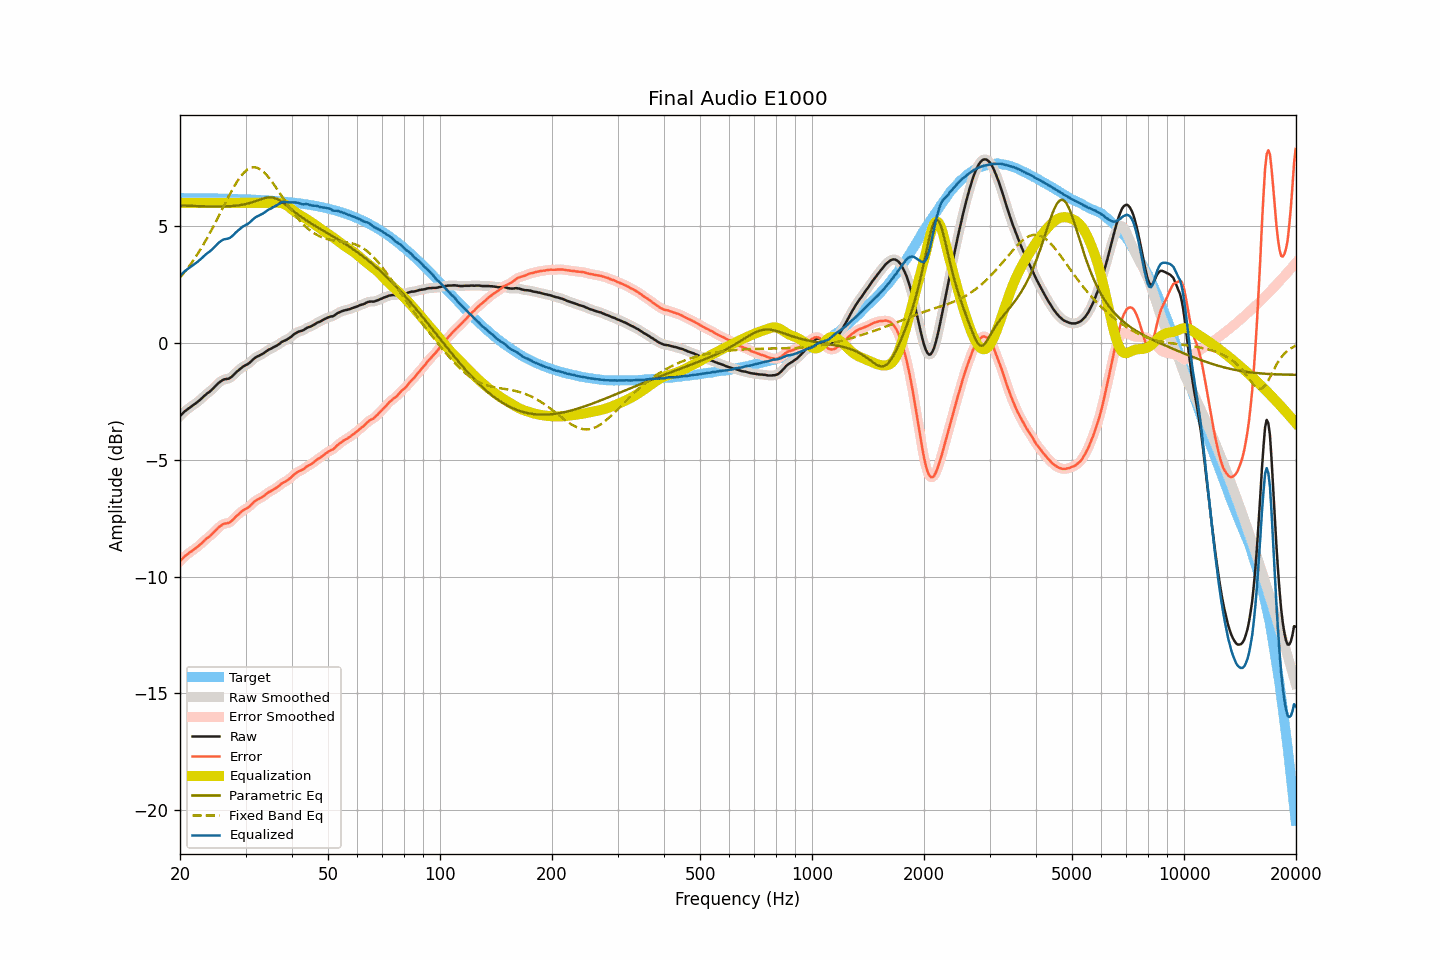 Final Audio E1000
Amplitude (dBr)
5
0
−5
−10
−15
−20
Target
Raw Smoothed
Error Smoothed
Raw
Error
Equalization
Parametric Eq
Fixed Band Eq
Equalized
20 50 100 200 500 1000 2000 5000 10000 20000
Frequency (Hz)